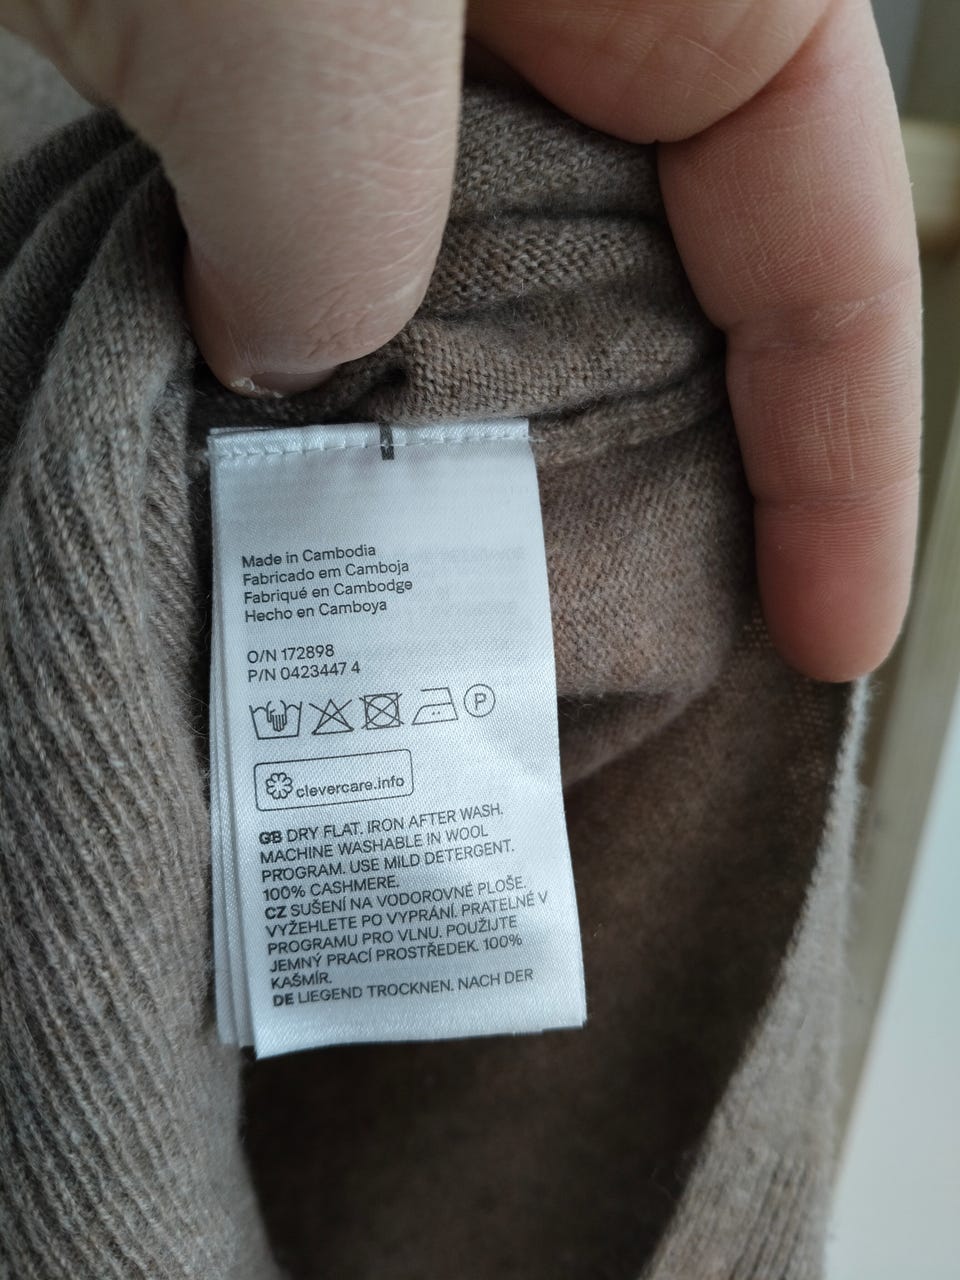 Made in Cambodia
Fabricado em Camboja
Fabriqué en Cambodge
Hecho en Camboya
O/N 172898
P/N 0423447 4
P
clevercare.info
GB DRY FLAT. IRON AFTER WASH.
MACHINE WASHABLE IN WOOL
PROGRAM. USE MILD DETERGENT.
100% CASHMERE.
CZ SUŠENÍ NA VODOROVNÉ PLOŠE.
VYŽEHLETE PO VYPRÁNÍ. PRATELNÉ V
PROGRAMU PRO VLNU. POUŽIJTE
JEMNÝ PRACÍ PROSTŘEDEK. 100%
KAŠMÍR.
DE LIEGEND TROCKNEN. NACH DER